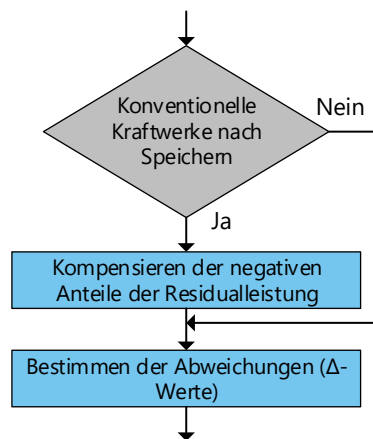 Konventionelle
Kraftwerke nach
Speichern
Nein
Ja
Kompensieren der negativen
Anteile der Residualleistung
Bestimmen der Abweichungen (Δ-
Werte)